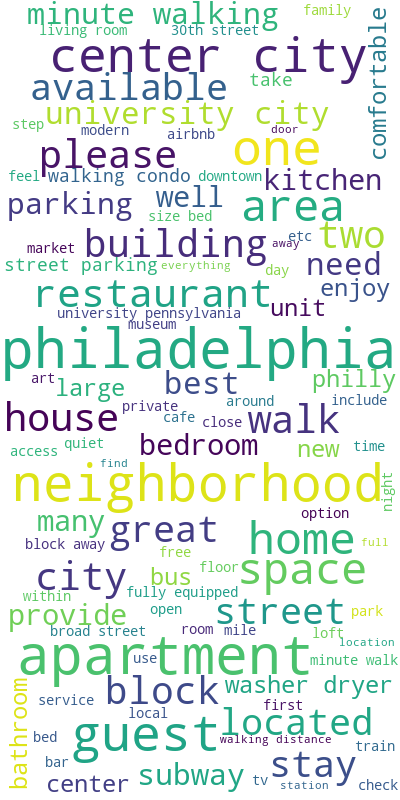 minute walking family
living room 30th street
center city
available take
comfortable
university city
step modern airbnb door
please one
feel walking condo downtown kitchen
parking well area
size bed
market building away etc two
street parking everything day need
restaurant unit enjoy
university pennsylvania
museum
philadelphia
art large best philly
house private cafe around include
close walk
access quiet bedroom new time
find
neighborhood
night
many great option
block away free home full
city bus floor space
within fully equipped
provide open street park
broad street room mile loft location
apartment use minute walk
bathroom
service block washer dryer
local first
guest located
bed walking distance train
bar stay
center subway tv station check